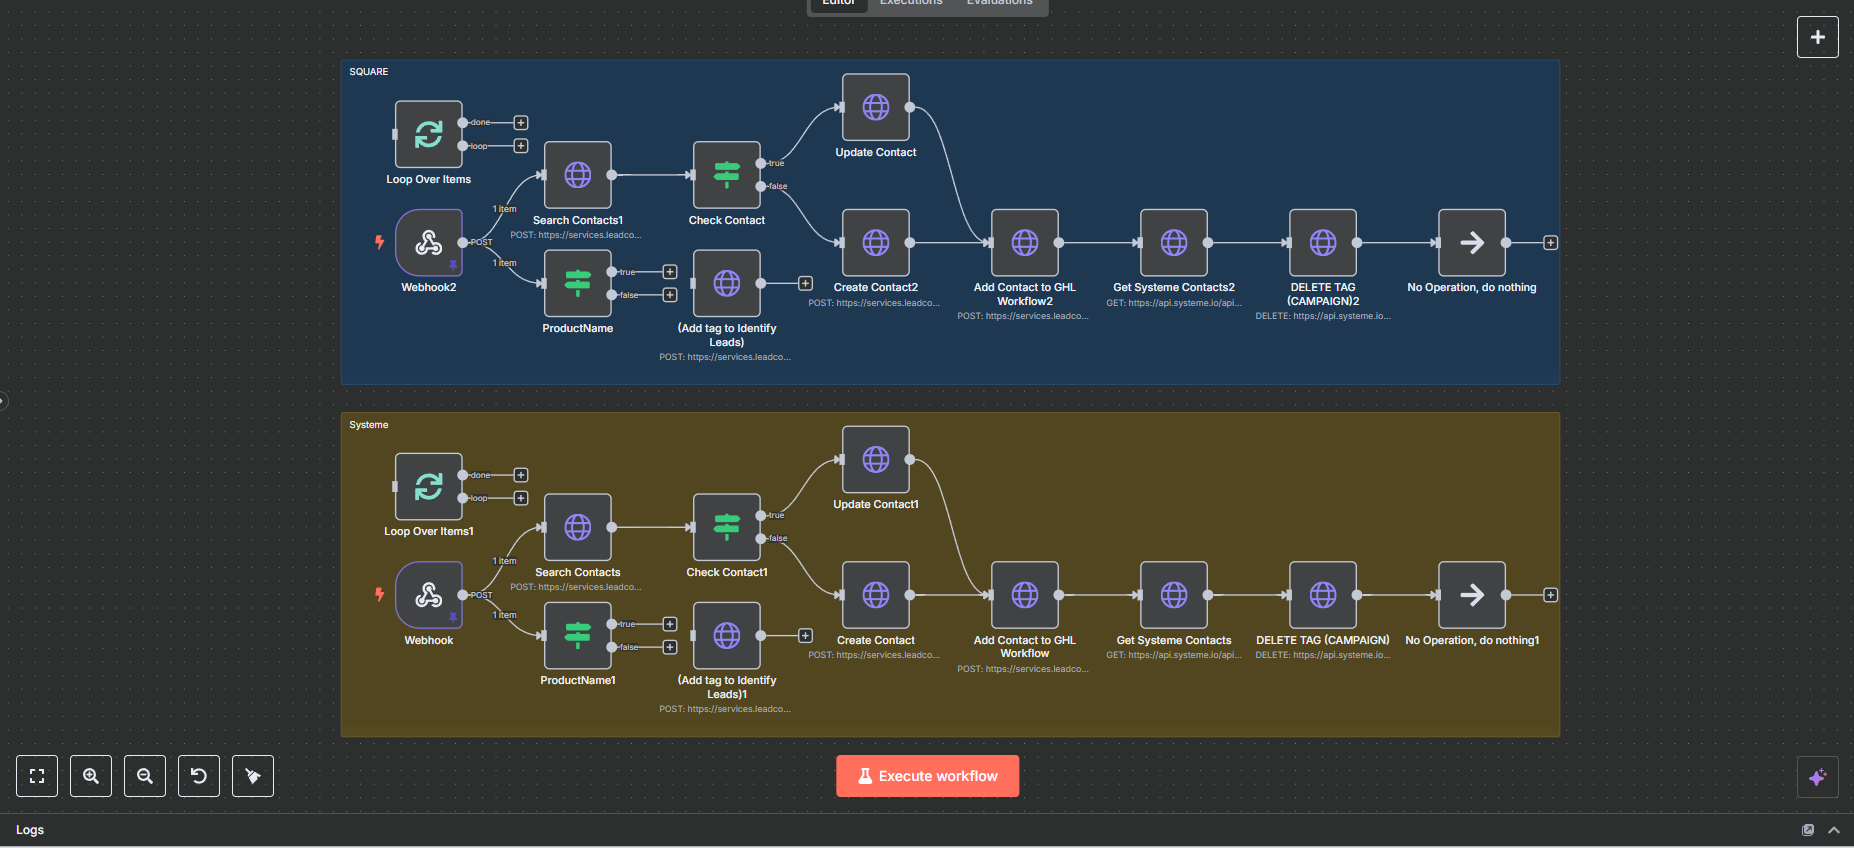 Editor Executions Evaluations
SQUARE
done
loop
Loop Over Items
Update Contact
true
false
Search Contacts1
POST: https://services.leadco...
Check Contact
1 item
POST
1 item
Webhook2
true
false
ProductName
(Add tag to Identify
Leads)
POST: https://services.leadco...
Create Contact2
POST: https://services.leadco...
Add Contact to GHL
Workflow2
POST: https://services.leadco...
Get Systeme Contacts2
GET: https://api.systeme.io/api...
DELETE TAG
(CAMPAIGN)2
DELETE: https://api.systeme.io...
No Operation, do nothing
Systeme
done
loop
Loop Over Items1
Update Contact1
true
false
Search Contacts
POST: https://services.leadco...
Check Contact1
1 item
POST
1 item
Webhook
true
false
ProductName1
(Add tag to Identify
Leads)1
POST: https://services.leadco...
Create Contact
POST: https://services.leadco...
Add Contact to GHL
Workflow
POST: https://services.leadco...
Get Systeme Contacts
GET: https://api.systeme.io/api...
DELETE TAG (CAMPAIGN)
DELETE: https://api.systeme.io...
No Operation, do nothing1
Execute workflow
Logs